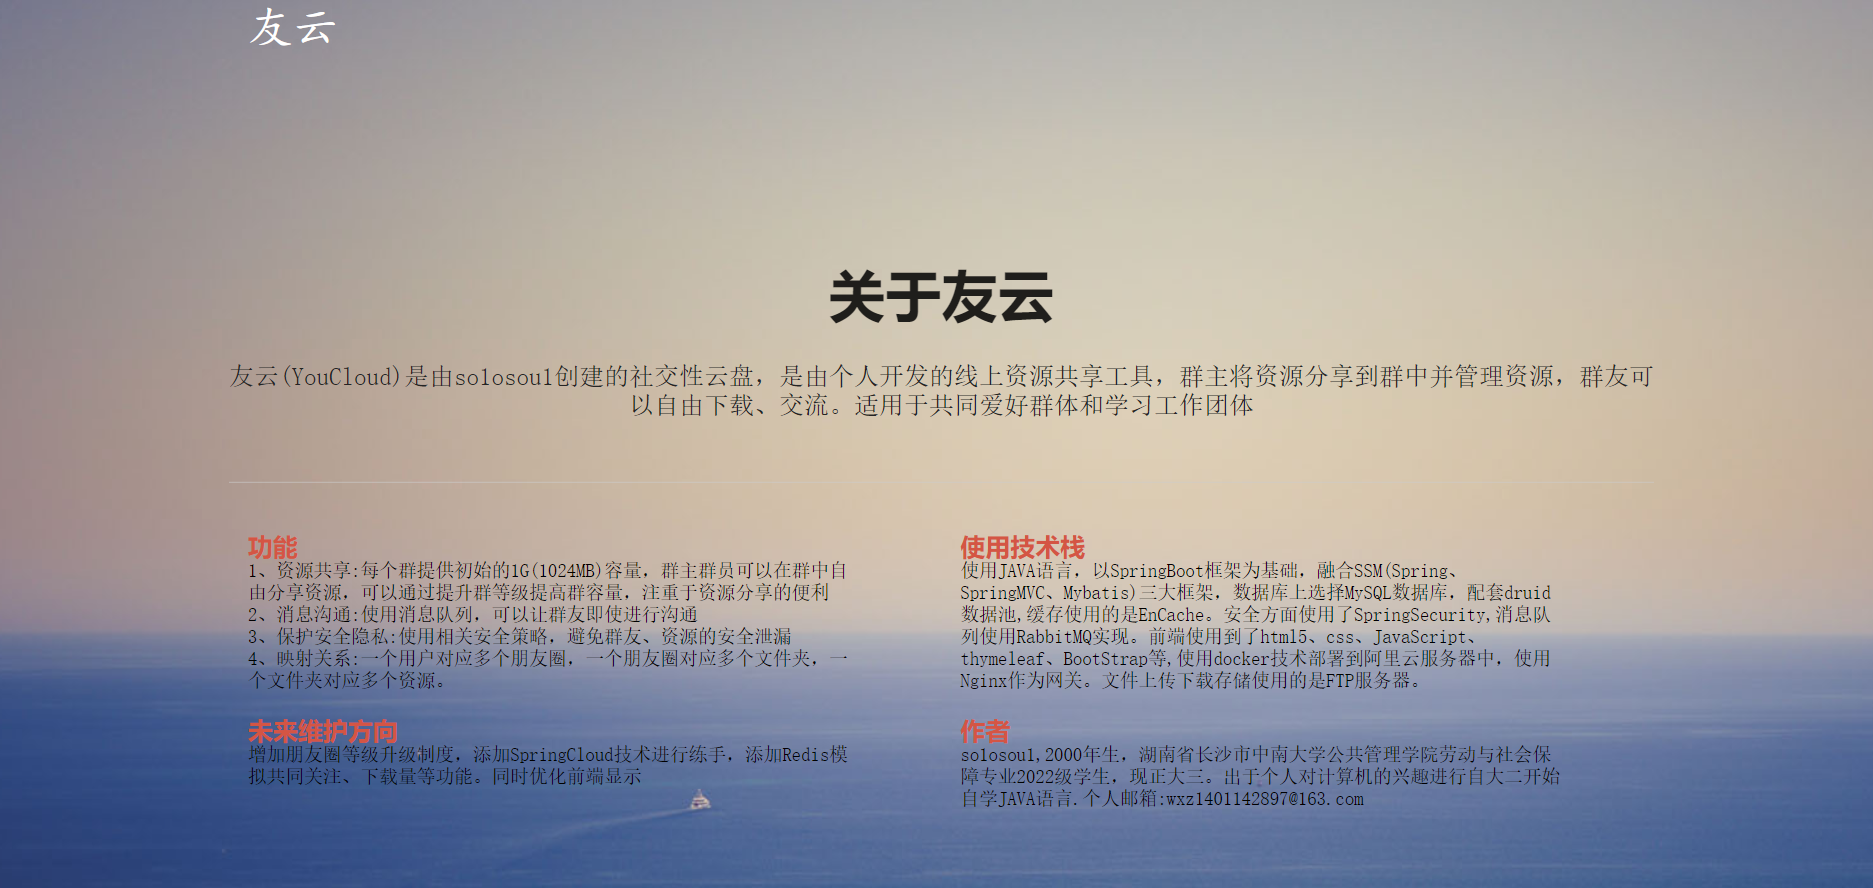 友云
关于友云
友云(YouCloud)是由solosoul创建的社交性云盘，是由个人开发的线上资源共享工具，群主将资源分享到群中并管理资源，群友可
以自由下载、交流。适用于共同爱好群体和学习工作团体
功能
1、资源共享:每个群提供初始的1G(1024MB)容量，群主群员可以在群中自
由分享资源，可以通过提升群等级提高群容量，注重于资源分享的便利
2、消息沟通:使用消息队列，可以让群友即使进行沟通
3、保护安全隐私:使用相关安全策略，避免群友、资源的安全泄漏
4、映射关系:一个用户对应多个朋友圈，一个朋友圈对应多个文件夹，一
个文件夹对应多个资源。
使用技术栈
使用JAVA语言，以SpringBoot框架为基础，融合SSM(Spring、
SpringMVC、Mybatis)三大框架，数据库上选择MySQL数据库，配套druid
数据池,缓存使用的是EnCache。安全方面使用了SpringSecurity,消息队
列使用RabbitMQ实现。前端使用到了html5、css、JavaScript、
thymeleaf、BootStrap等,使用docker技术部署到阿里云服务器中，使用
Nginx作为网关。文件上传下载存储使用的是FTP服务器。
未来维护方向
增加朋友圈等级升级制度，添加SpringCloud技术进行练手，添加Redis模
拟共同关注、下载量等功能。同时优化前端显示
作者
solosoul,2000年生，湖南省长沙市中南大学公共管理学院劳动与社会保
障专业2022级学生，现正大三。出于个人对计算机的兴趣进行自大二开始
自学JAVA语言.个人邮箱:wxz1401142897@163.com